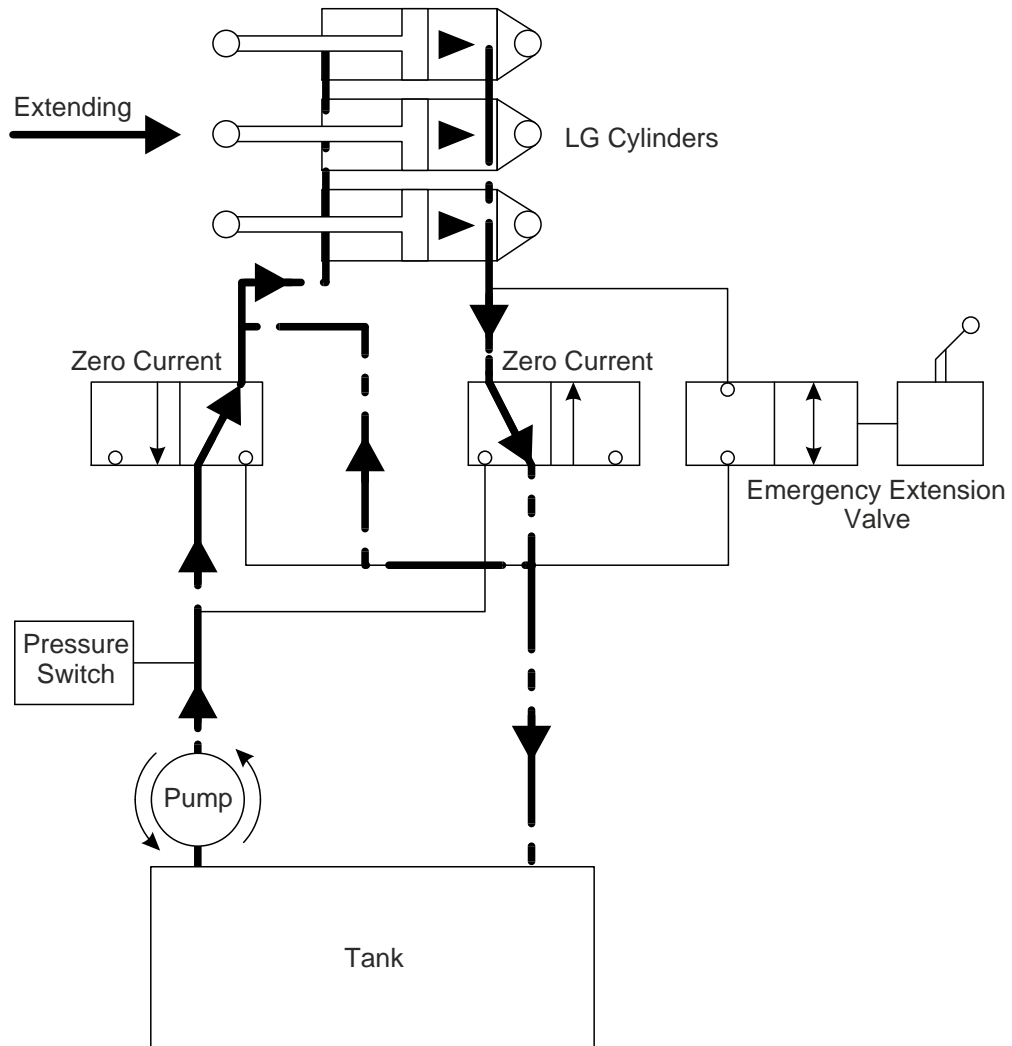 Extending
LG Cylinders
Zero Current
Zero Current
Emergency Extension
Valve
Pressure
Switch
Pump
Tank